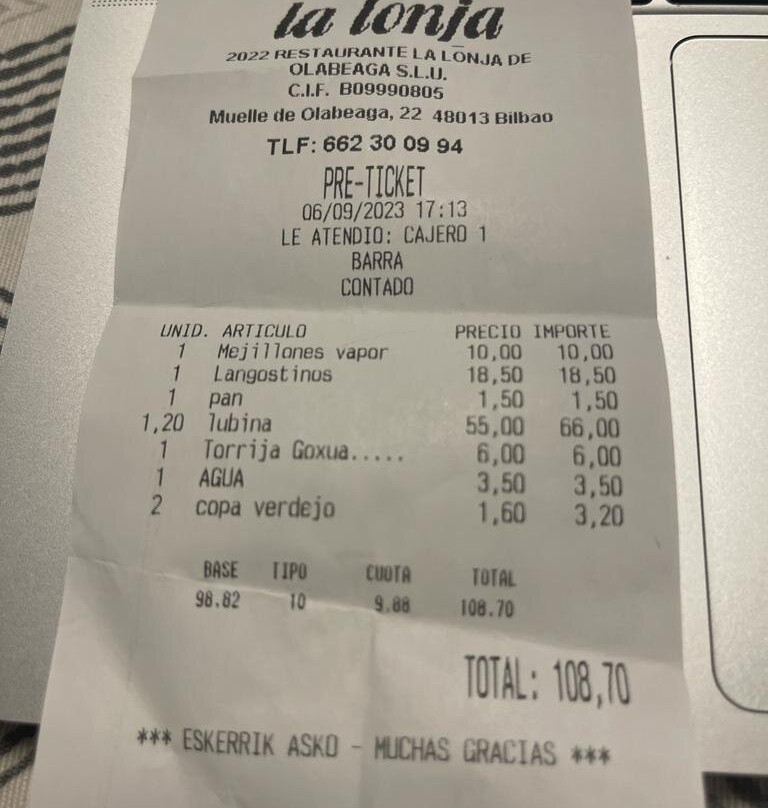 la lonja
2022 RESTAURANTE LA LONJA DE
OLABEAGA S.L.U.
C.I.F. B09990805
Muelle de Olabeaga, 22 48013 Bilbao
TLF: 662 30 09 94
PRE-TICKET
06/09/2023 17:13
LE ATENDIO: CAJERO 1
BARRA
CONTADO
UNID. ARTICULO PRECIO IMPORTE
1 Mejillones vapor 10,00 10,00
1 Langostinos 18,50 18,50
1 pan 1,50 1,50
1,20 lubina 55,00 66,00
1 Torrija Goxua..... 6,00 6,00
1 AGUA 3,50 3,50
2 copa verdejo 1,60 3,20
BASE TIPO CUOTA TOTAL
98.82 10 9.88 108.70
TOTAL: 108,70
*** ESKERRIK ASKO - MUCHAS GRACIAS ***